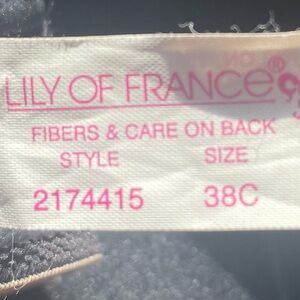 LILY OF FRANCE®
FIBERS & CARE ON BACK
STYLE SIZE
2174415 38C